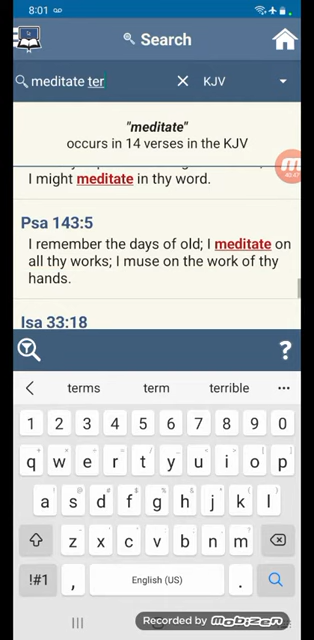 8:01
Search
meditate ter
KJV
"meditate"
occurs in 14 verses in the KJV
I might meditate in thy word.
Psa 143:5
I remember the days of old; I meditate on
all thy works; I muse on the work of thy
hands.
Isa 33:18
?
terms term terrible
1 2 3 4 5 6 7 8 9 0
q w e r t y u i o p
a s d f g h j k l
z x c v b n m
!#1 , English (US) .
Recorded by mobizen